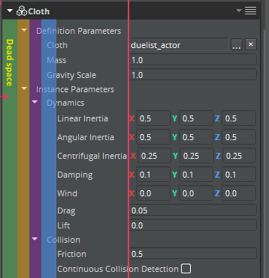 Cloth
Dead space
Definition Parameters
Cloth duelist_actor ... ×
Mass 1.0
Gravity Scale 1.0
Instance Parameters
Dynamics
Linear Inertia X 0.5 Y 0.5 Z 0.5
Angular Inertia X 0.5 Y 0.5 Z 0.5
Centrifugal Inertia X 0.25 Y 0.25 Z 0.25
Damping X 0.1 Y 0.1 Z 0.1
Wind X 0.0 Y 0.0 Z 0.0
Drag 0.05
Lift 0.0
Collision
Friction 0.5
Continuous Collision Detection